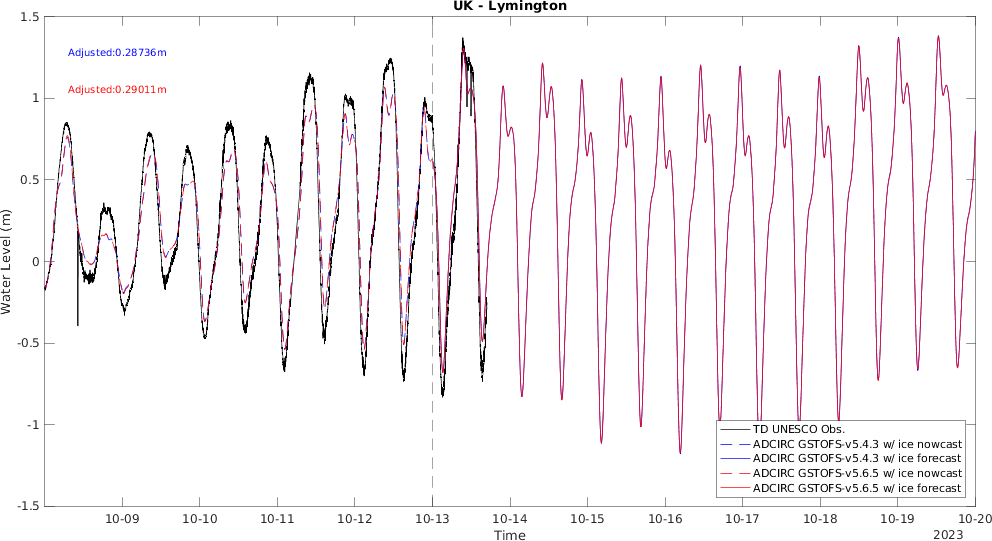 UK - Lymington
Adjusted:0.28736m
Adjusted:0.29011m
Water Level (m)
1.5
1
0.5
0
-0.5
-1
-1.5
TD UNESCO Obs.
ADCIRC GSTOFS-v5.4.3 w/ ice nowcast
ADCIRC GSTOFS-v5.4.3 w/ ice forecast
ADCIRC GSTOFS-v5.6.5 w/ ice nowcast
ADCIRC GSTOFS-v5.6.5 w/ ice forecast
10-09 10-10 10-11 10-12 10-13 10-14 10-15 10-16 10-17 10-18 10-19 10-20
Time
2023